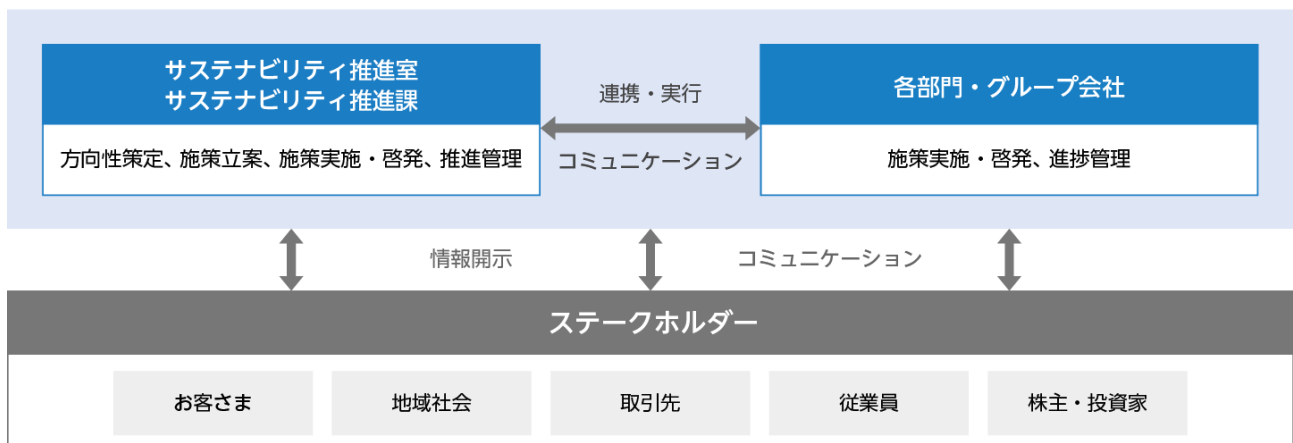 サステナビリティ推進室
サステナビリティ推進課
方向性策定、施策立案、施策実施・啓発、推進管理
連携・実行
コミュニケーション
各部門・グループ会社
施策実施・啓発、進捗管理
情報開示
コミュニケーション
ステークホルダー
お客さま
地域社会
取引先
従業員
株主・投資家